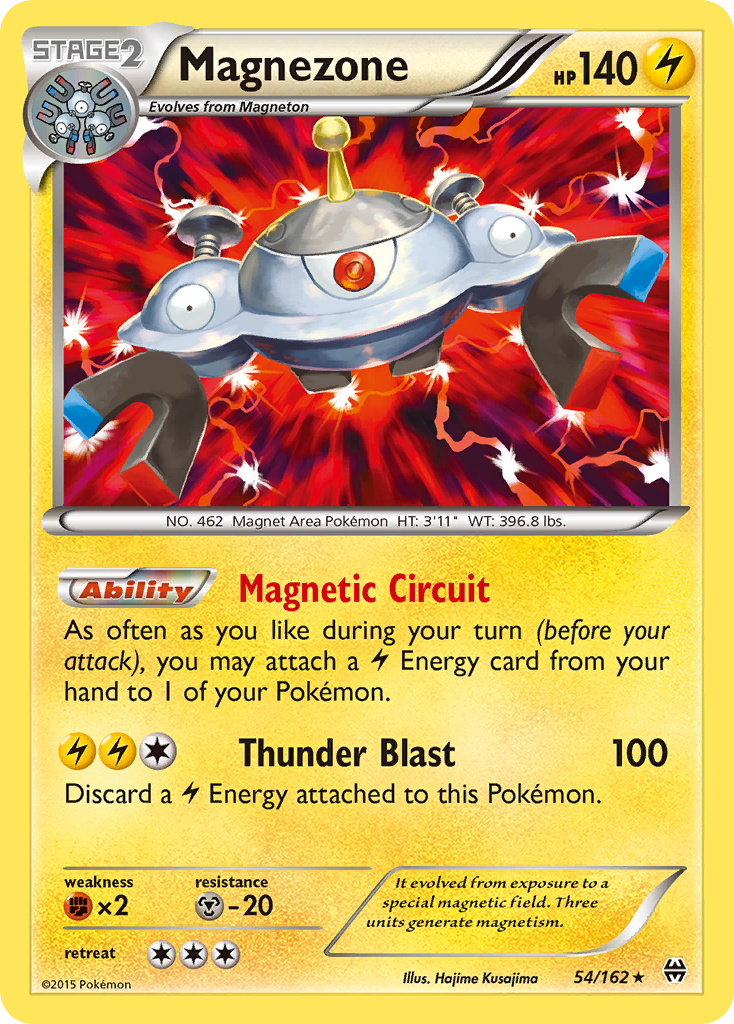 STAGE2
Magnezone
HP140
Evolves from Magneton
NO. 462 Magnet Area Pokémon HT: 3'11" WT: 396.8 lbs.
Ability Magnetic Circuit
As often as you like during your turn (before your
attack), you may attach a Energy card from your
hand to 1 of your Pokémon.
Thunder Blast 100
Discard a Energy attached to this Pokémon.
weakness resistance
×2 -20
retreat
It evolved from exposure to a
special magnetic field. Three
units generate magnetism.
©2015 Pokémon
Illus. Hajime Kusajima
54/162 ★